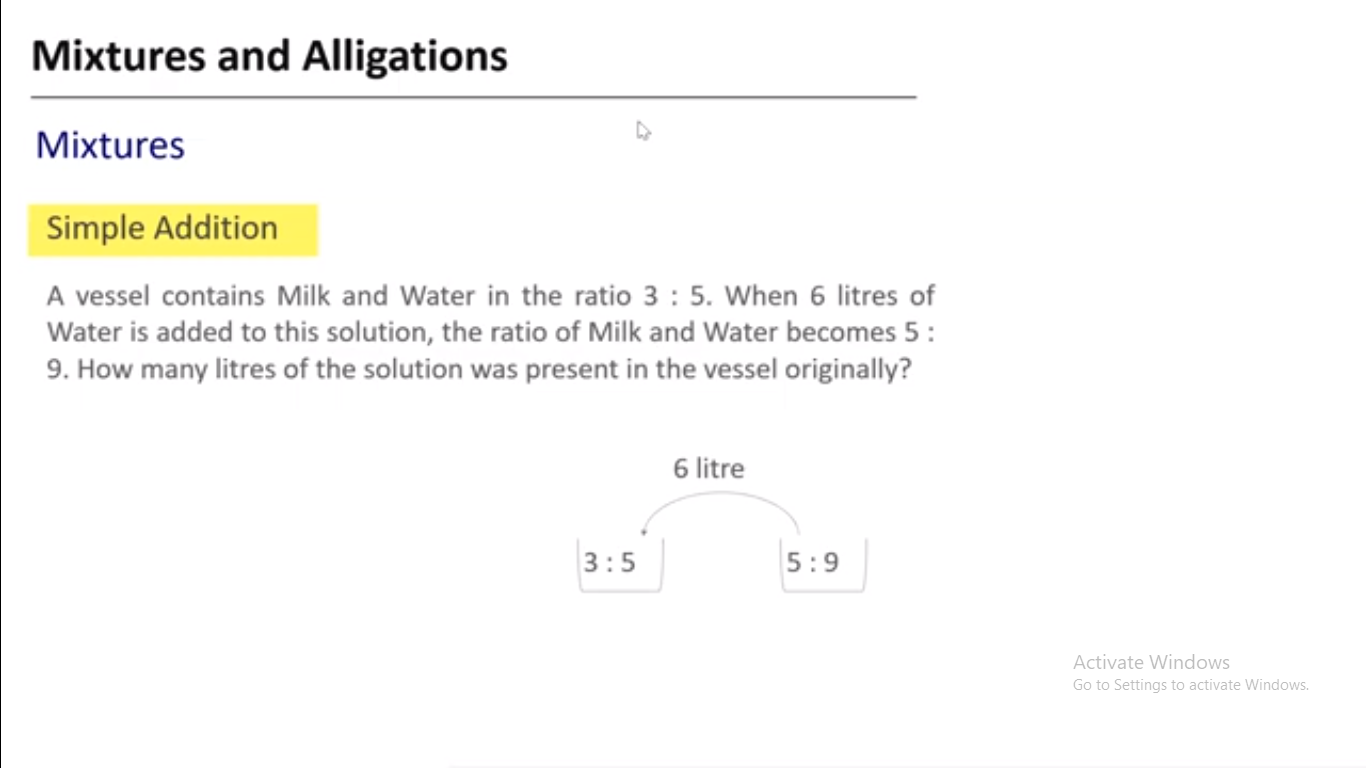 Mixtures and Alligations
Mixtures
Simple Addition
A vessel contains Milk and Water in the ratio 3 : 5. When 6 litres of
Water is added to this solution, the ratio of Milk and Water becomes 5 :
9. How many litres of the solution was present in the vessel originally?
6 litre
3 : 5
5 : 9
Activate Windows
Go to Settings to activate Windows.